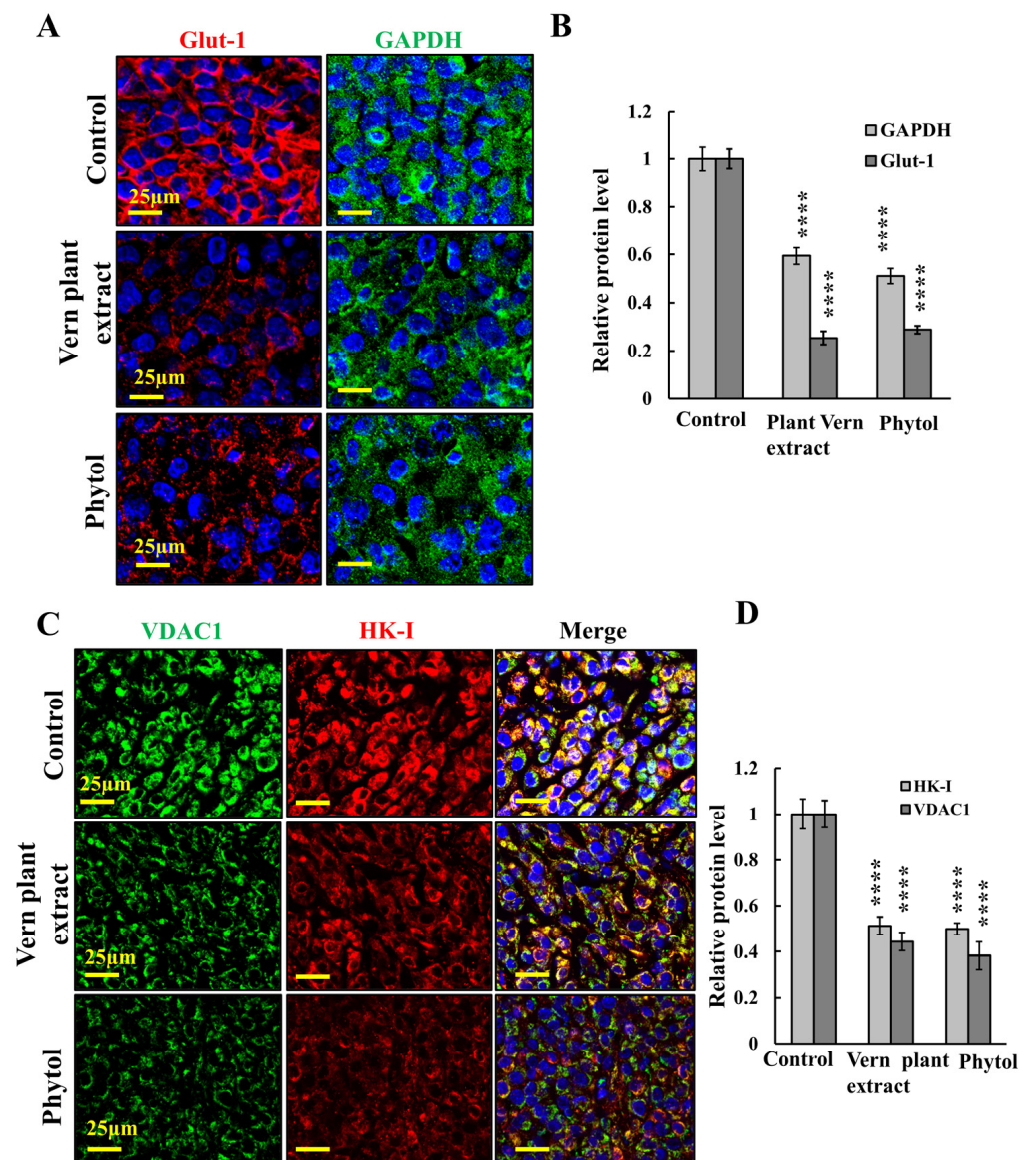 A
Glut-1
GAPDH
Control
25µm
Vern plant
extract
25µm
Phytol
25µm
B
1.2
1
0.8
0.6
0.4
0.2
0
Relative protein level
GAPDH
Glut-1
****
****
****
****
Control
Plant Vern
extract
Phytol
C
VDAC1
HK-I
Merge
Control
25µm
Vern plant
extract
25µm
Phytol
25µm
D
1.2
1
0.8
0.6
0.4
0.2
0
Relative protein level
HK-I
VDAC1
****
****
****
****
Control
Vern plant
extract
Phytol